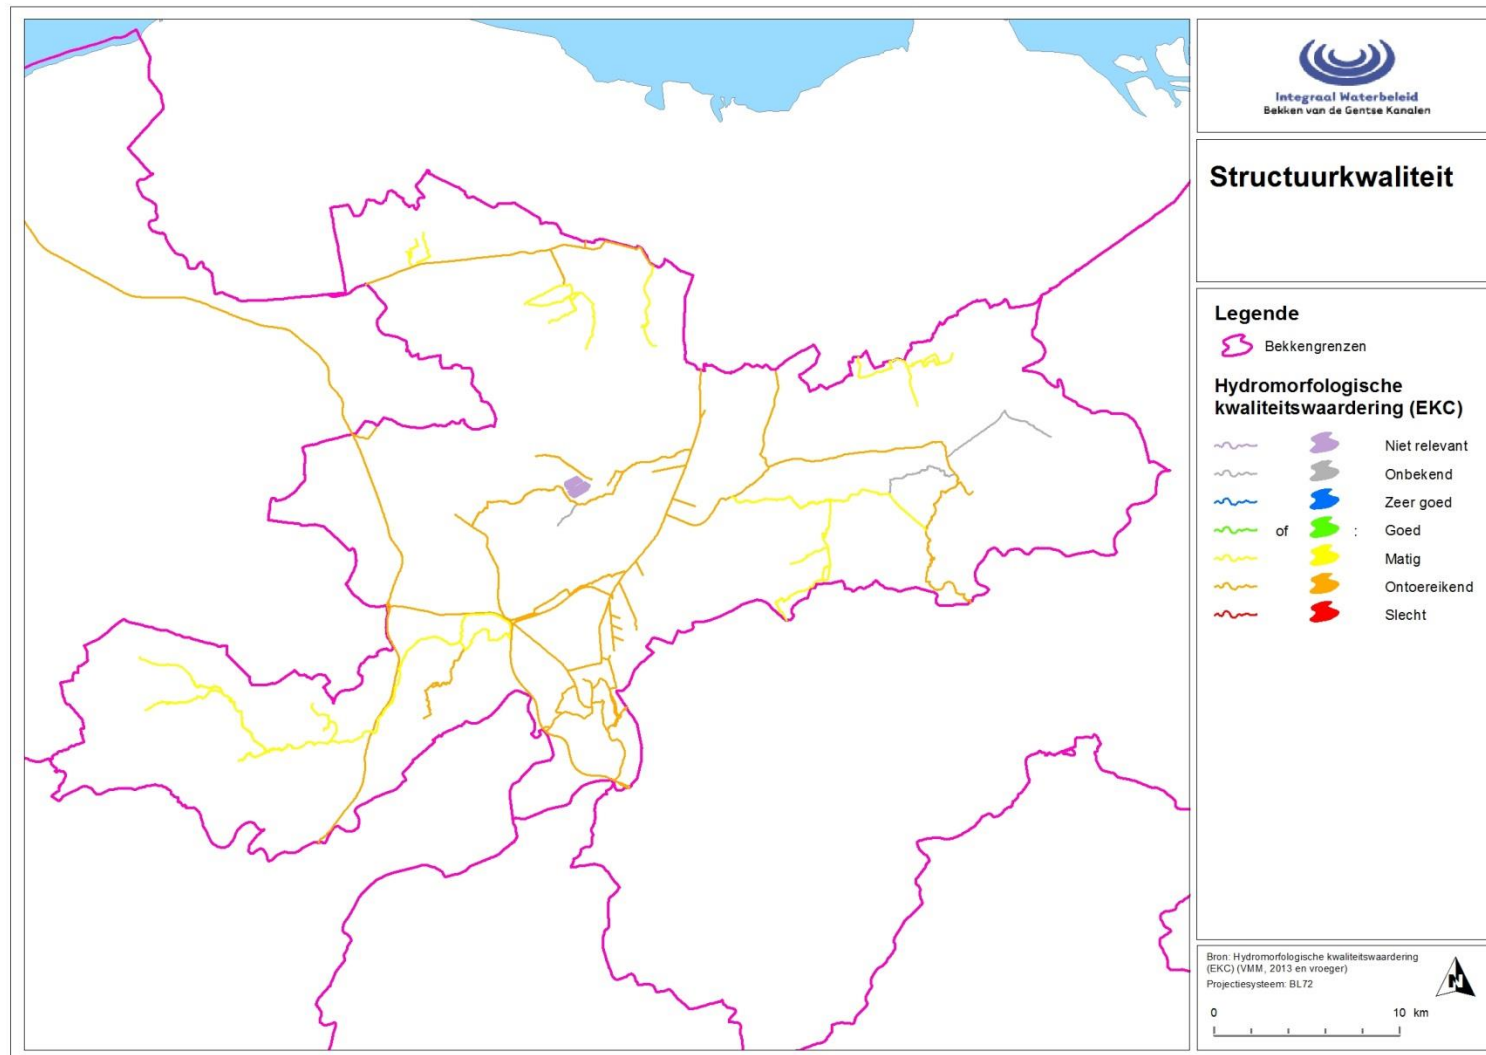 Integraal Waterbeleid
Bekken van de Gentse Kanalen
Structuurkwaliteit
Legende
Bekkengrenzen
Hydromorfologische
kwaliteitswaardering (EKC)
Niet relevant
Onbekend
Zeer goed
of : Goed
Matig
Ontoereikend
Slecht
Bron: Hydromorfologische kwaliteitswaardering
(EKC) (VMM, 2013 en vroeger)
Projectiesysteem: BL72
N
0 10 km